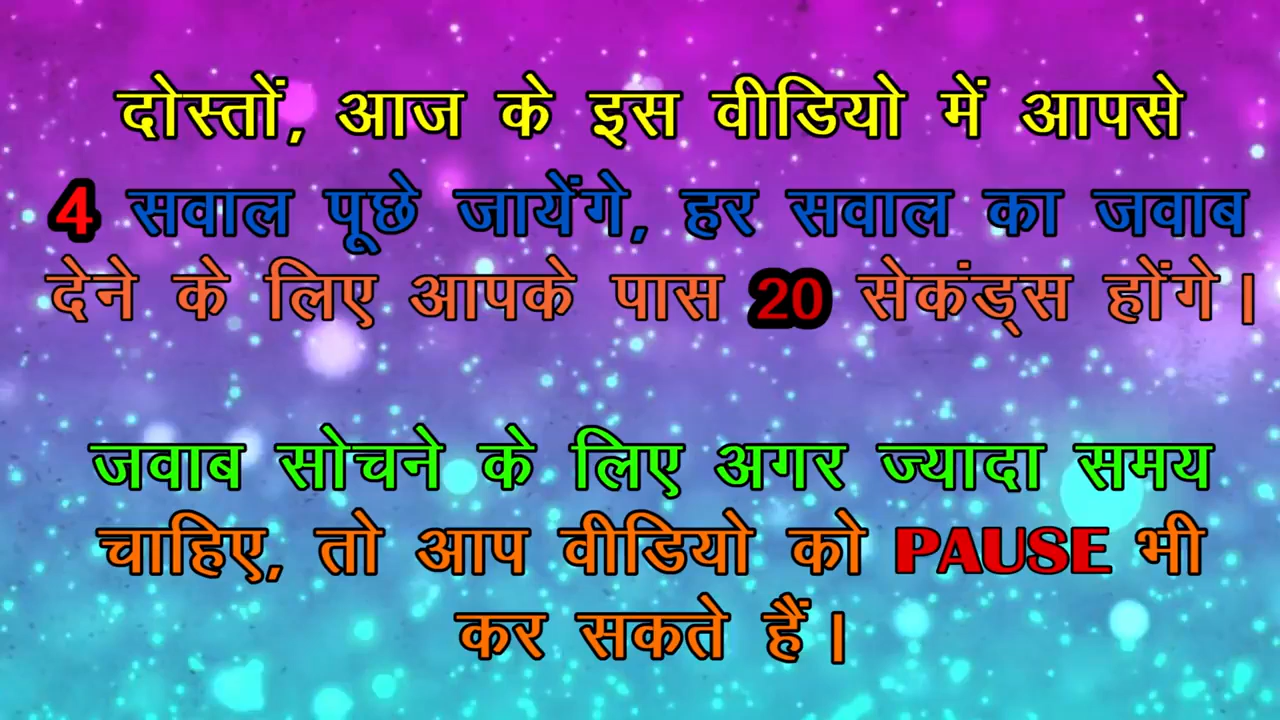 दोस्तों, आज के इस वीडियो में आपसे
4 सवाल पूछे जायेंगे, हर सवाल का जवाब
देने के लिए आपके पास 20 सेकंड्स होंगे।
जवाब सोचने के लिए अगर ज्यादा समय
चाहिए, तो आप वीडियो को PAUSE भी
कर सकते हैं।